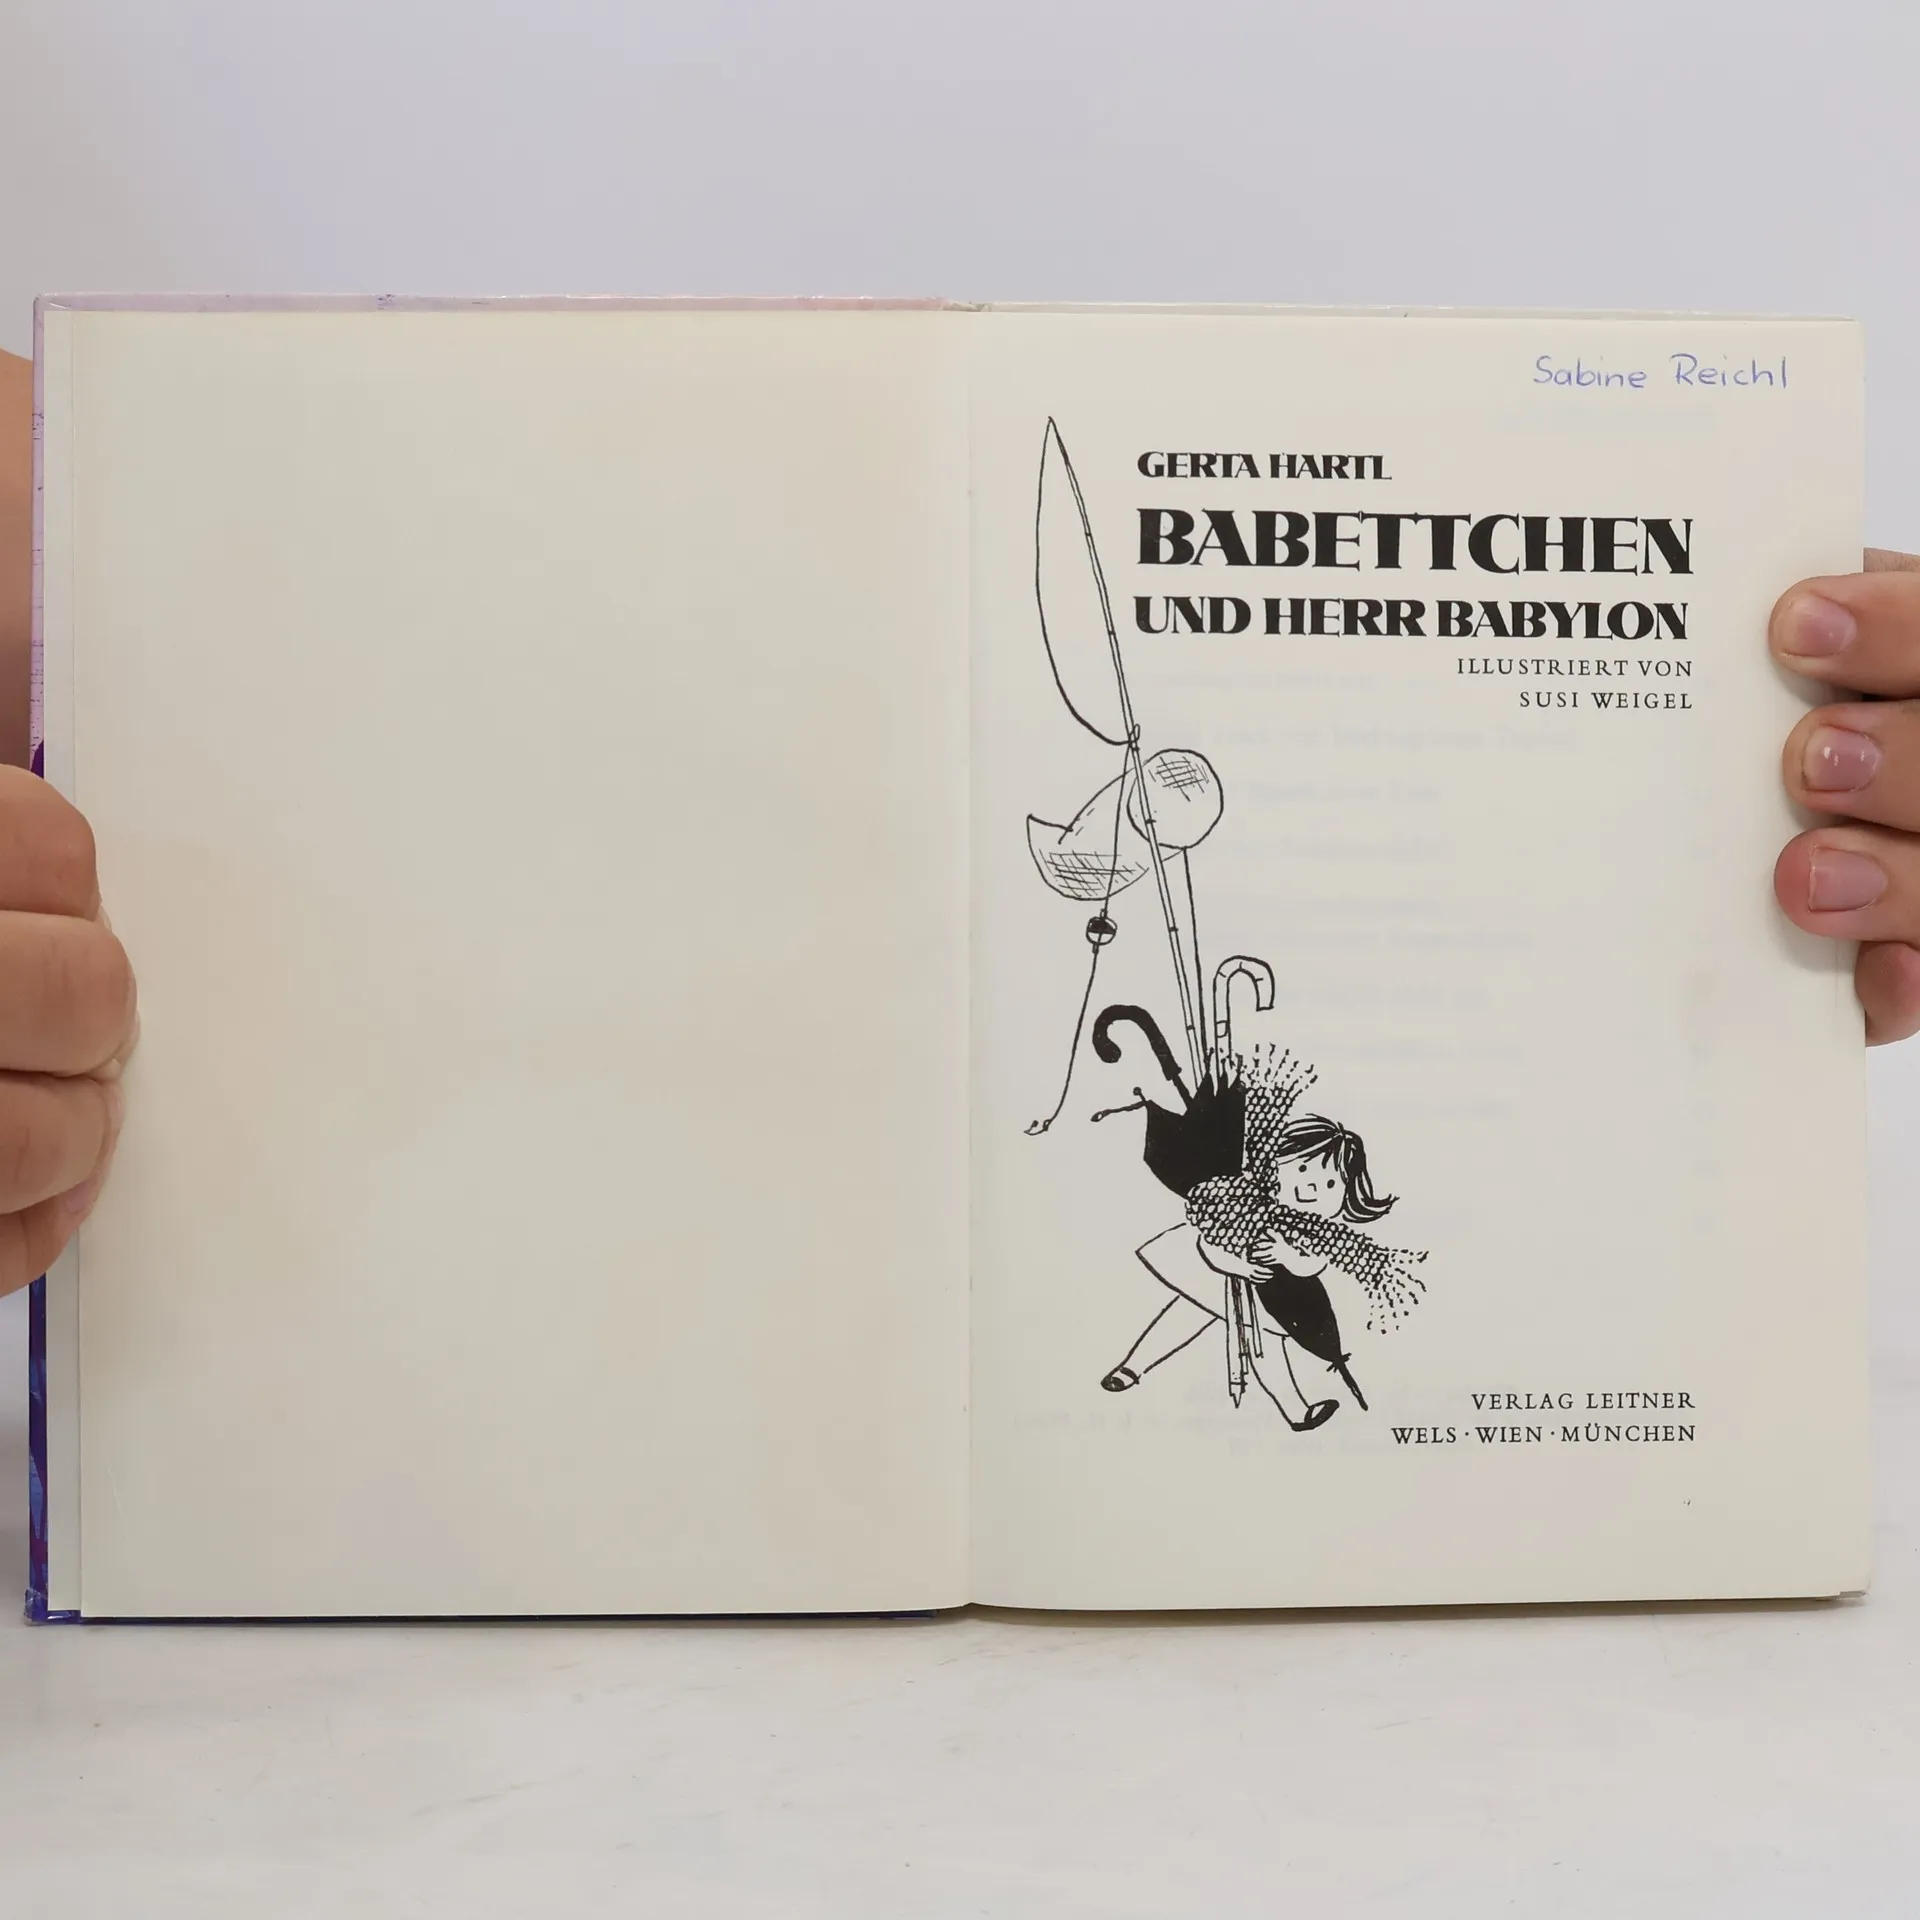 Sabine Reichl
GERTA HARTL
BABETTCHEN
UND HERR BABYLON
ILLUSTRIERT VON
SUSI WEIGEL
VERLAG LEITNER
WELS · WIEN · MÜNCHEN